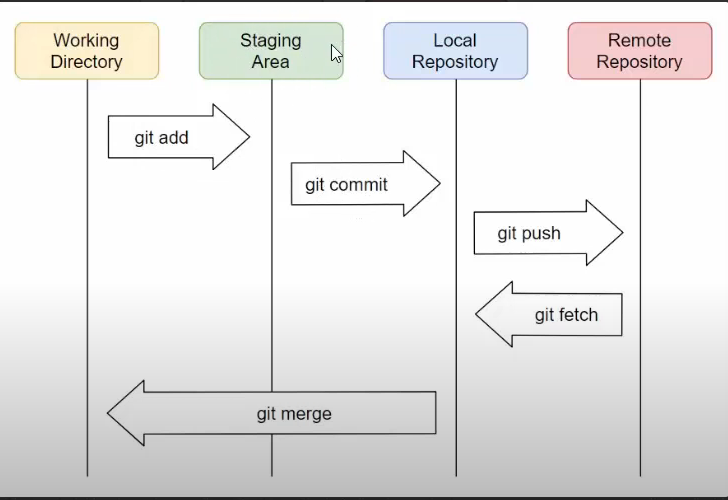 Working
Directory
Staging
Area
Local
Repository
Remote
Repository
git add
git commit
git push
git fetch
git merge